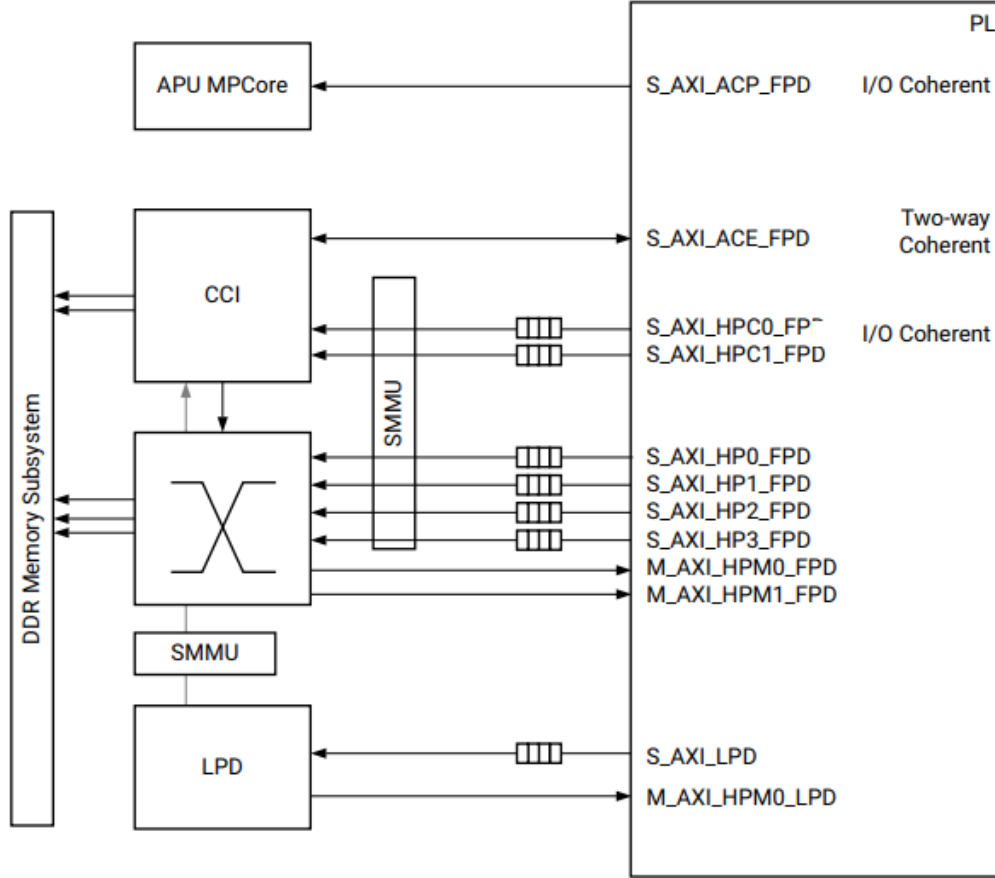 PL
APU MPCore
S_AXI_ACP_FPD
I/O Coherent
Two-way
Coherent
S_AXI_ACE_FPD
CCI
S_AXI_HPC0_FP
I/O Coherent
S_AXI_HPC1_FPD
SMMU
DDR Memory Subsystem
S_AXI_HP0_FPD
S_AXI_HP1_FPD
S_AXI_HP2_FPD
S_AXI_HP3_FPD
M_AXI_HPM0_FPD
M_AXI_HPM1_FPD
SMMU
LPD
S_AXI_LPD
M_AXI_HPM0_LPD